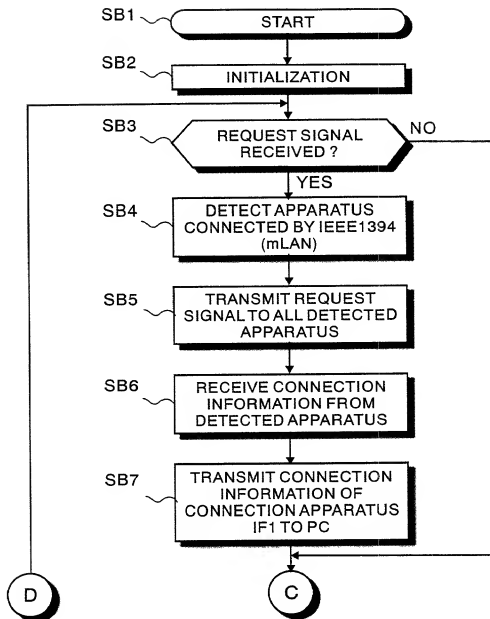 SB1
START
SB2
INITIALIZATION
SB3
REQUEST SIGNAL
RECEIVED ?
NO
YES
SB4
DETECT APPARATUS
CONNECTED BY IEEE1394
(mLAN)
SB5
TRANSMIT REQUEST
SIGNAL TO ALL DETECTED
APPARATUS
SB6
RECEIVE CONNECTION
INFORMATION FROM
DETECTED APPARATUS
SB7
TRANSMIT CONNECTION
INFORMATION OF
CONNECTION APPARATUS
IF1 TO PC
D
C